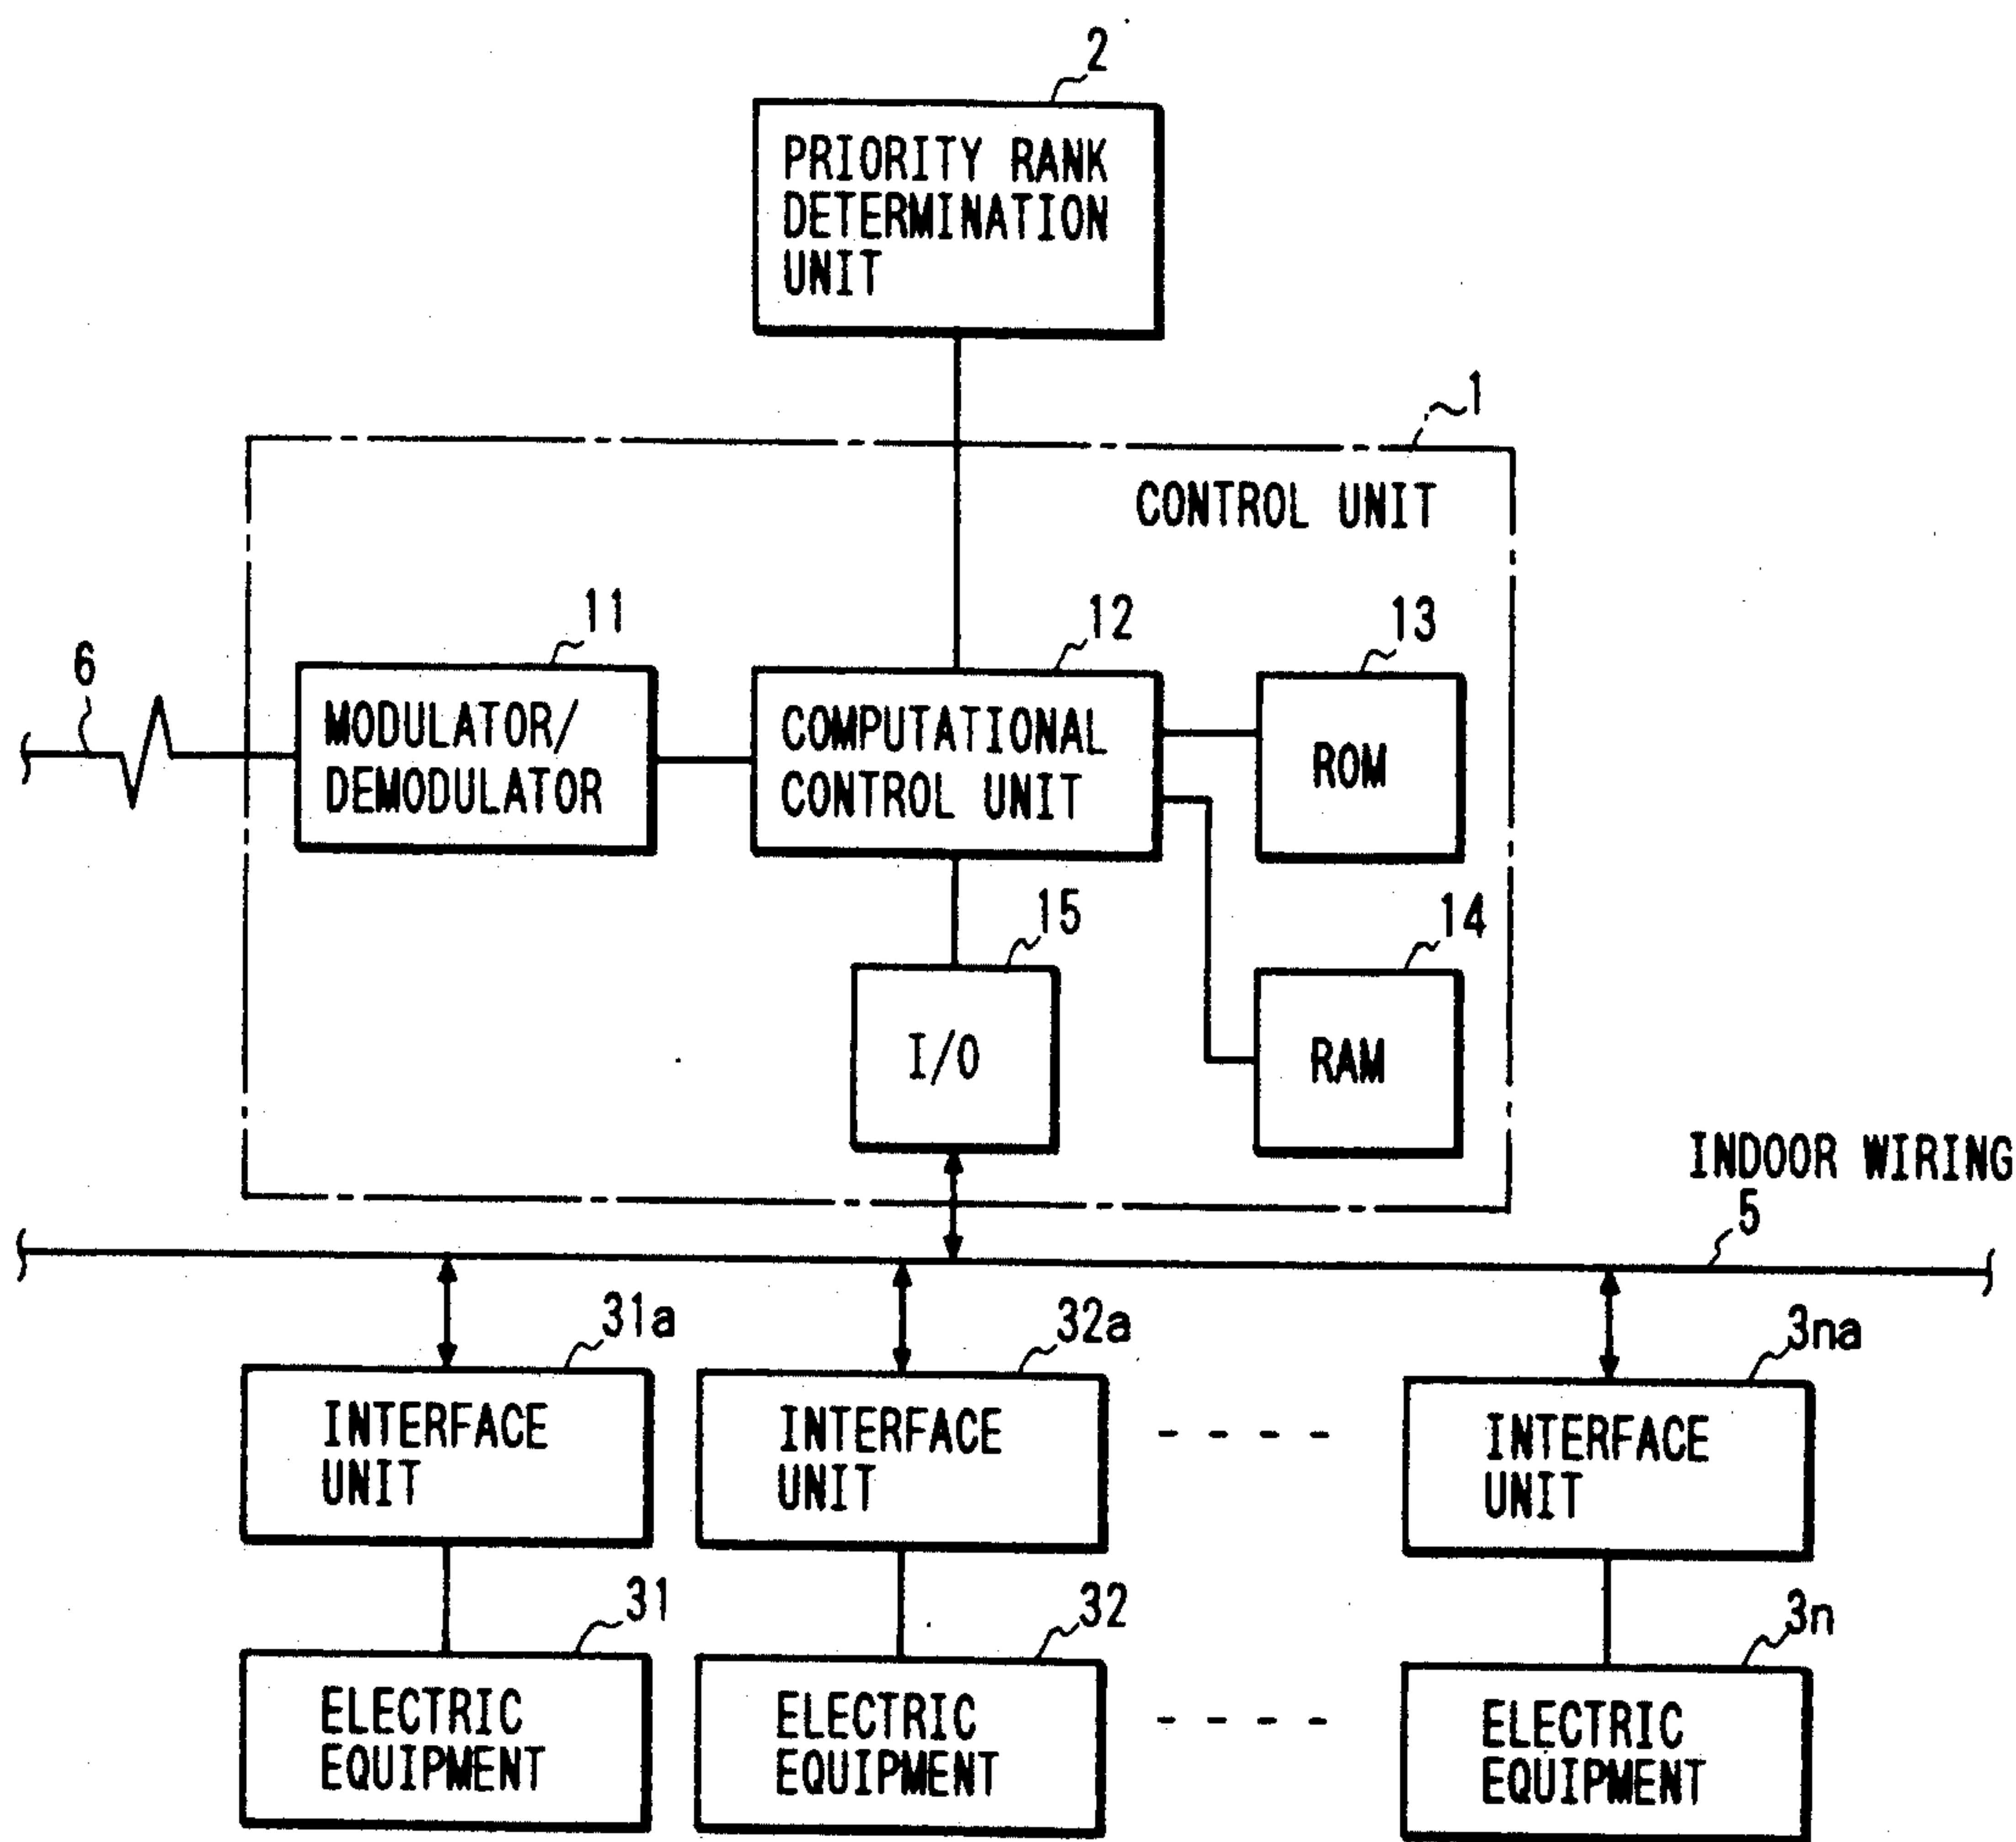 2
PRIORITY RANK
DETERMINATION
UNIT
1
CONTROL UNIT
6
11
12
13
MODULATOR/
DEMODULATOR
COMPUTATIONAL
CONTROL UNIT
ROM
15
14
I/O
RAM
INDOOR WIRING
5
31a
32a
3na
INTERFACE
UNIT
INTERFACE
UNIT
INTERFACE
UNIT
31
32
3n
ELECTRIC
EQUIPMENT
ELECTRIC
EQUIPMENT
ELECTRIC
EQUIPMENT